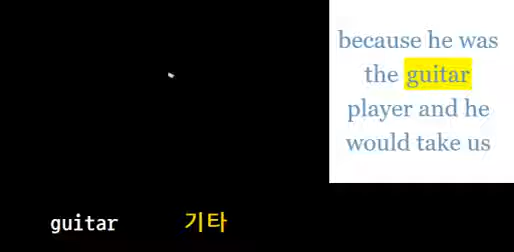 because he was
the guitar
player and he
would take us
guitar 기타